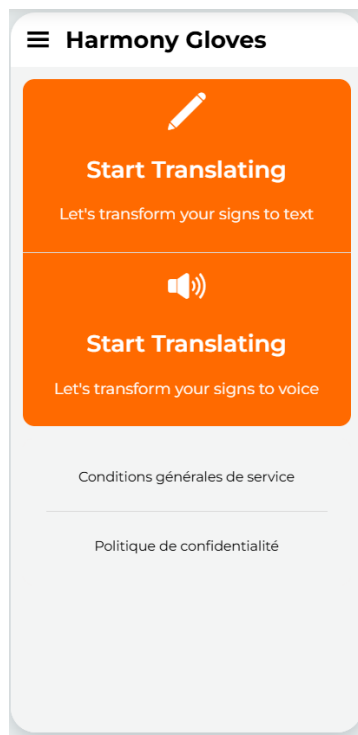 Harmony Gloves
Start Translating
Let's transform your signs to text
Start Translating
Let's transform your signs to voice
Conditions générales de service
Politique de confidentialité